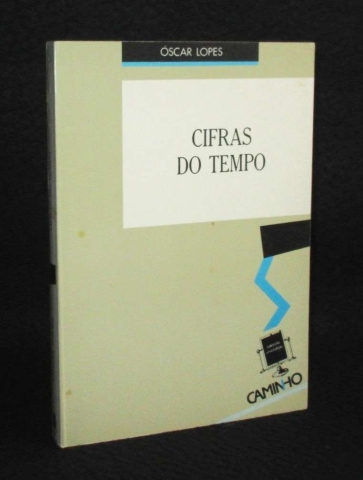 ÓSCAR LOPES
CIFRAS
DO TEMPO
CAMINHO